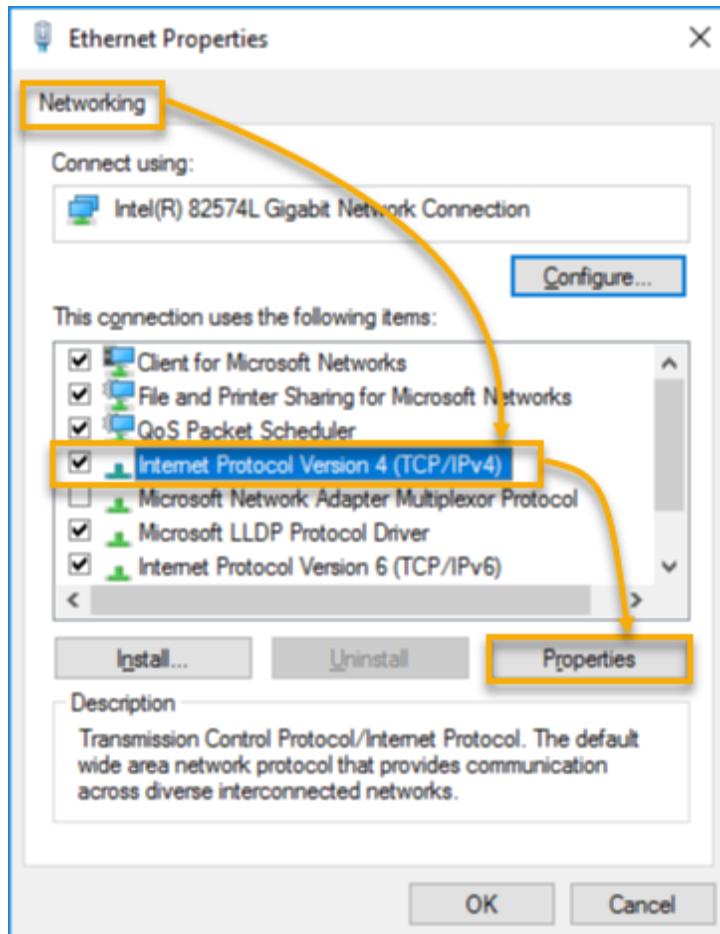 Ethernet Properties
Networking
Connect using:
Intel(R) 82574L Gigabit Network Connection
Configure...
This connection uses the following items:
Client for Microsoft Networks
File and Printer Sharing for Microsoft Networks
QoS Packet Scheduler
Internet Protocol Version 4 (TCP/IPv4)
Microsoft Network Adapter Multiplexor Protocol
Microsoft LLDP Protocol Driver
Internet Protocol Version 6 (TCP/IPv6)
Install... Uninstall Properties
Description
Transmission Control Protocol/Internet Protocol. The default
wide area network protocol that provides communication
across diverse interconnected networks.
OK Cancel